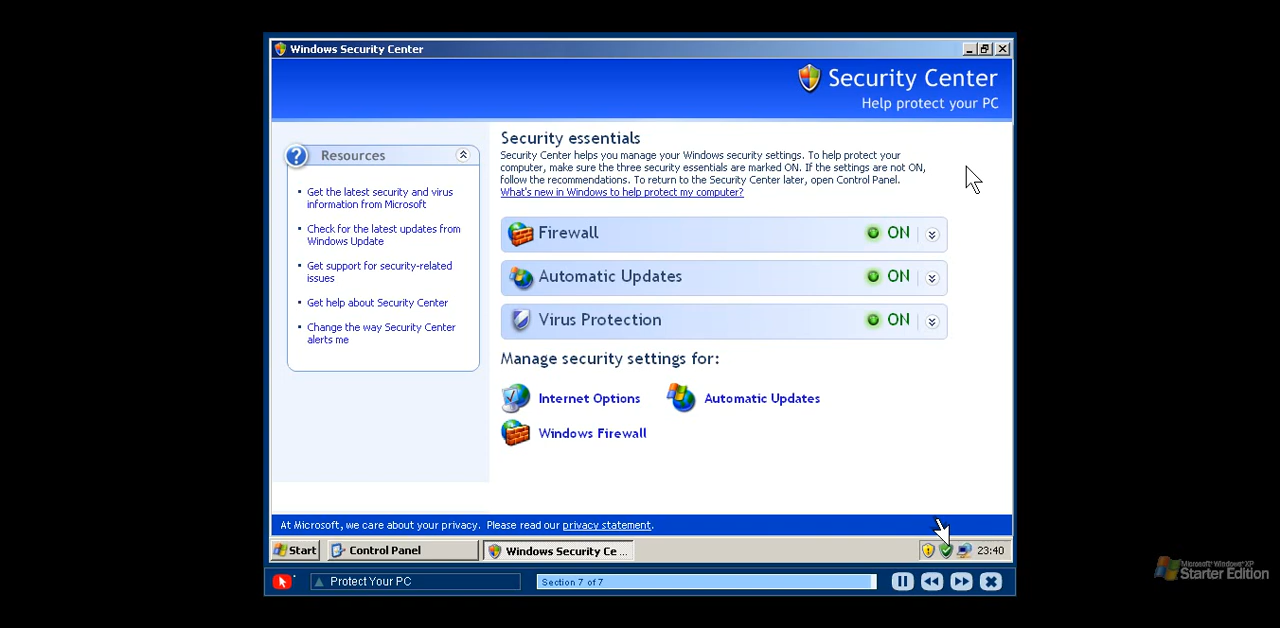 Windows Security Center
Security Center
Help protect your PC
Resources
Get the latest security and virus
information from Microsoft
Check for the latest updates from
Windows Update
Get support for security-related
issues
Get help about Security Center
Change the way Security Center
alerts me
Security essentials
Security Center helps you manage your Windows security settings. To help protect your
computer, make sure the three security essentials are marked ON. If the settings are not ON,
follow the recommendations. To return to the Security Center later, open Control Panel.
What's new in Windows to help protect my computer?
Firewall ON
Automatic Updates ON
Virus Protection ON
Manage security settings for:
Internet Options Automatic Updates
Windows Firewall
At Microsoft, we care about your privacy. Please read our privacy statement.
Start Control Panel Windows Security Ce ... 23:40
Protect Your PC Section 7 of 7
Microsoft Windows XP
Starter Edition